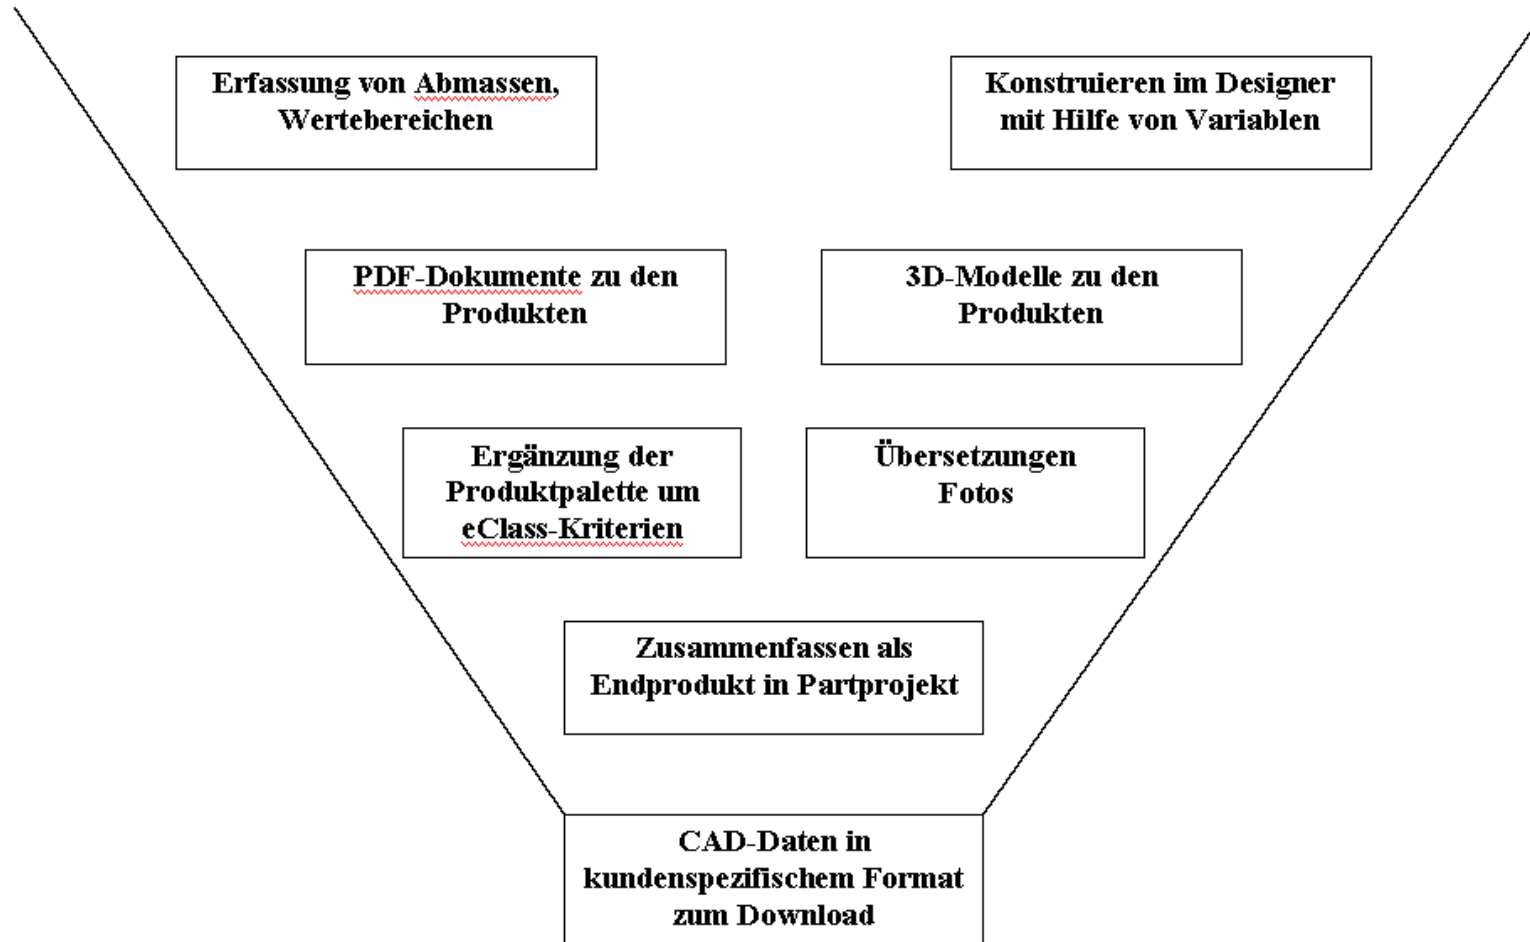 Erfassung von Abmassen,
Wertebereichen
Konstruieren im Designer
mit Hilfe von Variablen
PDF-Dokumente zu den
Produkten
3D-Modelle zu den
Produkten
Ergänzung der
Produktpalette um
eClass-Kriterien
Übersetzungen
Fotos
Zusammenfassen als
Endprodukt in Partprojekt
CAD-Daten in
kundenspezifischem Format
zum Download